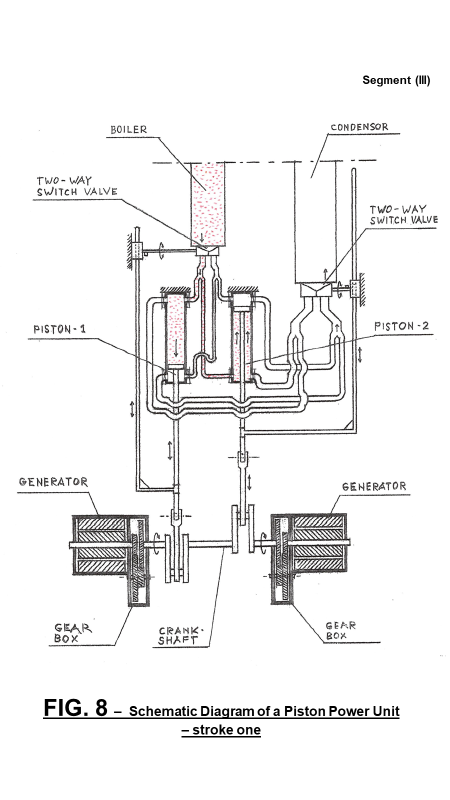 Segment (III)
BOILER
CONDENSOR
TWO-WAY
SWITCH VALVE
TWO-WAY
SWITCH VALVE
PISTON-1
PISTON-2
GENERATOR
GENERATOR
GEAR
BOX
CRANK-
SHAFT
GEAR
BOX
FIG. 8 – Schematic Diagram of a Piston Power Unit
– stroke one